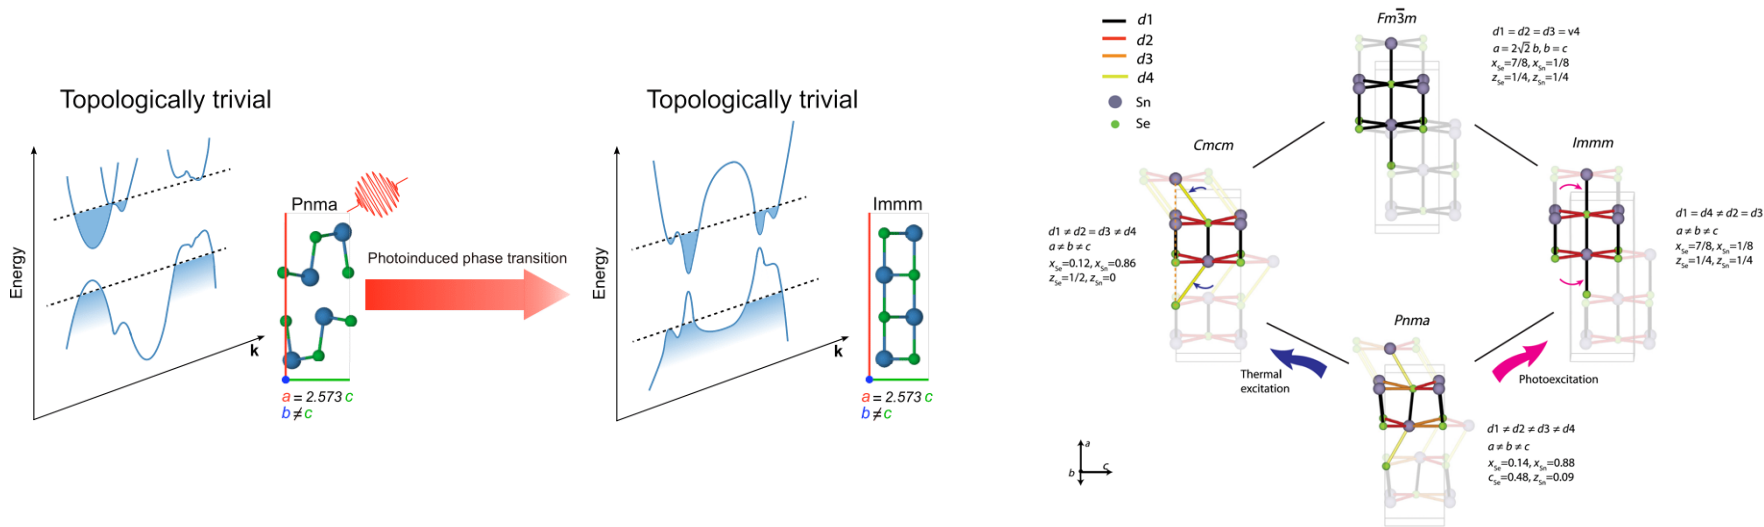 Topologically trivial
Energy
k
Pnma
a = 2.573 c
b ≠ c
Photoinduced phase transition
Topologically trivial
Energy
k
Immm
a = 2.573 c
b ≠ c
d1
d2
d3
d4
Sn
Se
Fm3̅m
d1 = d2 = d3 = v4
a = 2√2 b, b = c
xSe=7/8, xSn=1/8
zSe=1/4, zSn=1/4
Cmcm
d1 ≠ d2 = d3 ≠ d4
a ≠ b ≠ c
xSe=0.12, xSn=0.86
zSe=1/2, zSn=0
Immm
d1 = d4 ≠ d2 = d3
a ≠ b ≠ c
xSe=7/8, xSn=1/8
zSe=1/4, zSn=1/4
Pnma
Thermal
excitation
Photoexcitation
d1 ≠ d2 ≠ d3 ≠ d4
a ≠ b ≠ c
xSe=0.14, xSn=0.88
cSe=0.48, zSn=0.09
a
b
c